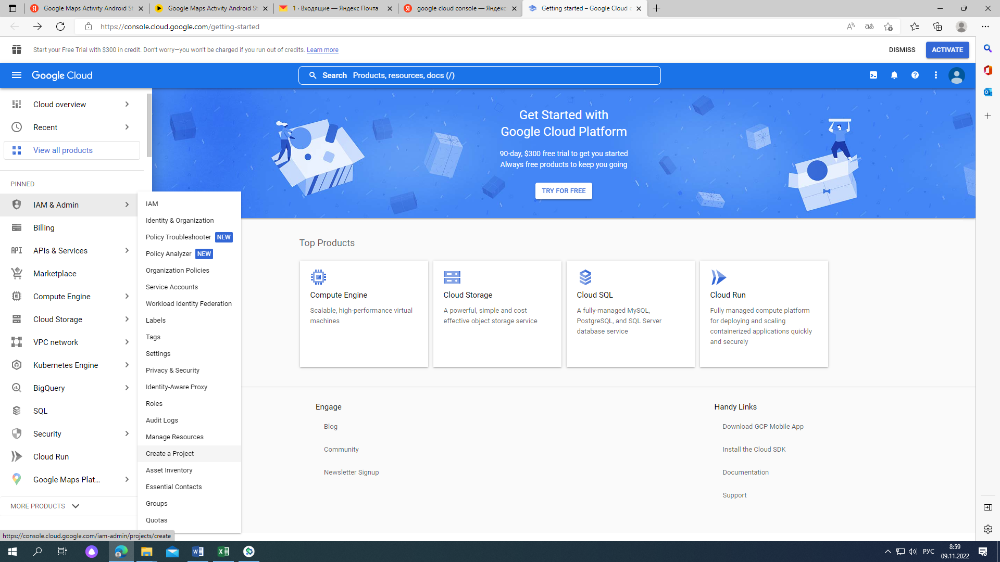 Google Maps Activity Android St
Google Maps Activity Android St
1 · Входящие — Яндекс Почта
google cloud console — Яндекс
Getting started – Google Cloud c
https://console.cloud.google.com/getting-started
Start your Free Trial with $300 in credit. Don't worry—you won't be charged if you run out of credits. Learn more
DISMISS
ACTIVATE
Google Cloud
Search Products, resources, docs (/)
Cloud overview
Recent
View all products
PINNED
IAM & Admin
Billing
APIs & Services
Marketplace
Compute Engine
Cloud Storage
VPC network
Kubernetes Engine
BigQuery
SQL
Security
Cloud Run
Google Maps Plat...
MORE PRODUCTS
IAM
Identity & Organization
Policy Troubleshooter NEW
Policy Analyzer NEW
Organization Policies
Service Accounts
Workload Identity Federation
Labels
Tags
Settings
Privacy & Security
Identity-Aware Proxy
Roles
Audit Logs
Manage Resources
Create a Project
Asset Inventory
Essential Contacts
Groups
Quotas
Get Started with
Google Cloud Platform
90-day, $300 free trial to get you started
Always free products to keep you going
TRY FOR FREE
Top Products
Compute Engine
Scalable, high-performance virtual
machines
Cloud Storage
A powerful, simple and cost
effective object storage service
Cloud SQL
A fully-managed MySQL,
PostgreSQL, and SQL Server
database service
Cloud Run
Fully managed compute platform
for deploying and scaling
containerized applications quickly
and securely
Engage
Blog
Community
Newsletter Signup
Handy Links
Download GCP Mobile App
Install the Cloud SDK
Documentation
Support
https://console.cloud.google.com/iam-admin/projects/create
РУС
8:59
09.11.2022